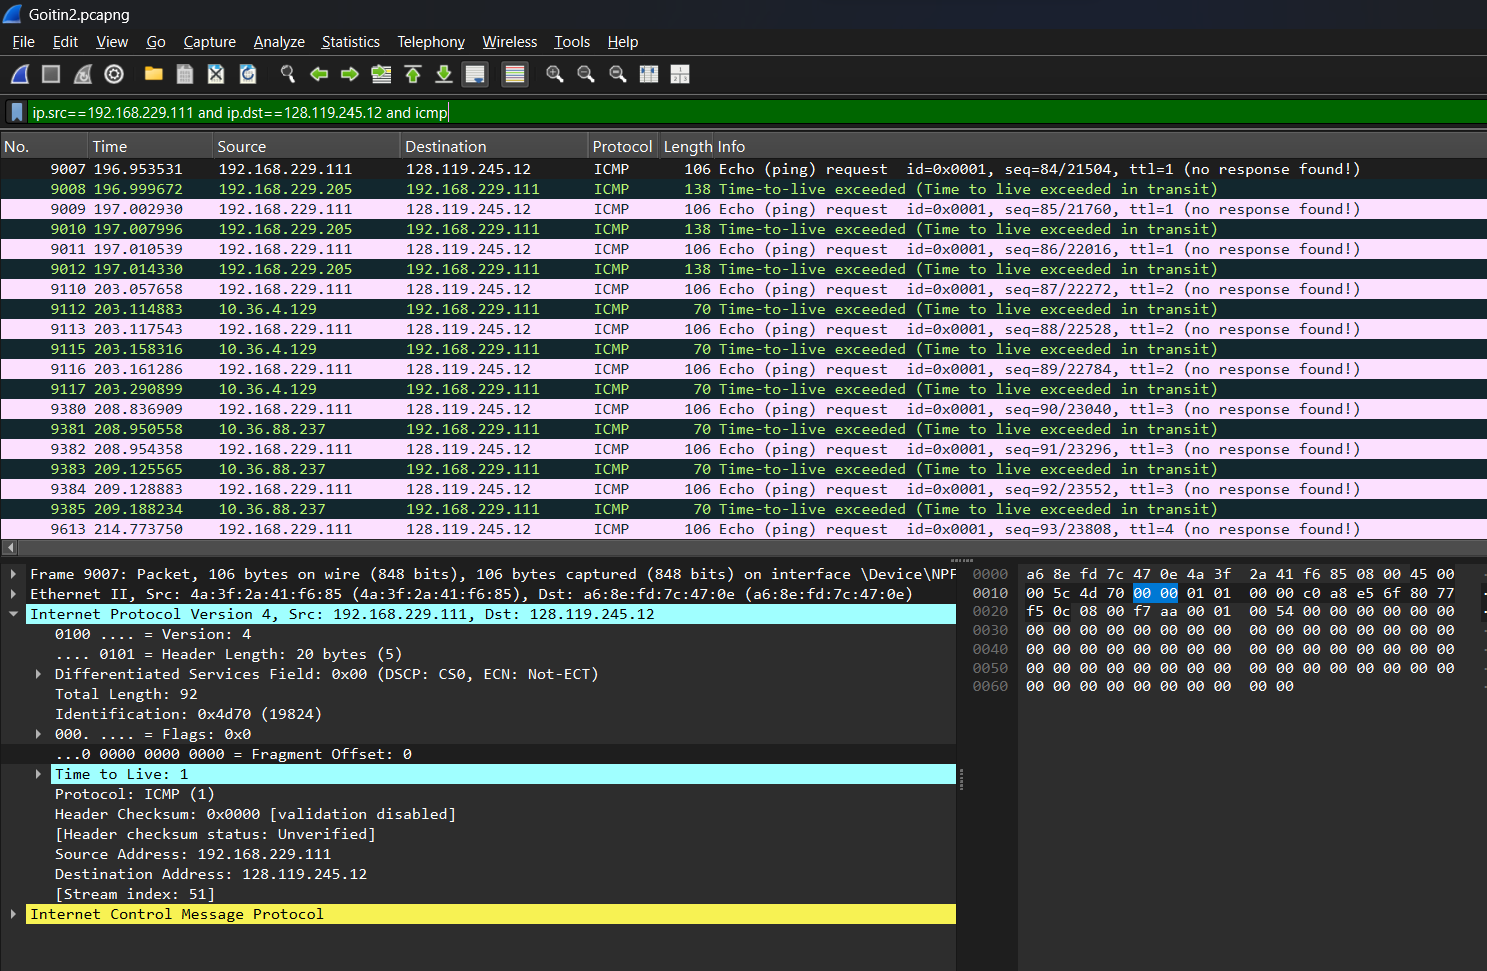 Goitin2.pcapng
File Edit View Go Capture Analyze Statistics Telephony Wireless Tools Help
ip.src==192.168.229.111 and ip.dst==128.119.245.12 and icmp
No. Time Source Destination Protocol Length Info
9007 196.953531 192.168.229.111 128.119.245.12 ICMP 106 Echo (ping) request id=0x0001, seq=84/21504, ttl=1 (no response found!)
9008 196.999672 192.168.229.205 192.168.229.111 ICMP 138 Time-to-live exceeded (Time to live exceeded in transit)
9009 197.002930 192.168.229.111 128.119.245.12 ICMP 106 Echo (ping) request id=0x0001, seq=85/21760, ttl=1 (no response found!)
9010 197.007996 192.168.229.205 192.168.229.111 ICMP 138 Time-to-live exceeded (Time to live exceeded in transit)
9011 197.010539 192.168.229.111 128.119.245.12 ICMP 106 Echo (ping) request id=0x0001, seq=86/22016, ttl=1 (no response found!)
9012 197.014330 192.168.229.205 192.168.229.111 ICMP 138 Time-to-live exceeded (Time to live exceeded in transit)
9110 203.057658 192.168.229.111 128.119.245.12 ICMP 106 Echo (ping) request id=0x0001, seq=87/22272, ttl=2 (no response found!)
9112 203.114883 10.36.4.129 192.168.229.111 ICMP 70 Time-to-live exceeded (Time to live exceeded in transit)
9113 203.117543 192.168.229.111 128.119.245.12 ICMP 106 Echo (ping) request id=0x0001, seq=88/22528, ttl=2 (no response found!)
9115 203.158316 10.36.4.129 192.168.229.111 ICMP 70 Time-to-live exceeded (Time to live exceeded in transit)
9116 203.161286 192.168.229.111 128.119.245.12 ICMP 106 Echo (ping) request id=0x0001, seq=89/22784, ttl=2 (no response found!)
9117 203.290899 10.36.4.129 192.168.229.111 ICMP 70 Time-to-live exceeded (Time to live exceeded in transit)
9380 208.836909 192.168.229.111 128.119.245.12 ICMP 106 Echo (ping) request id=0x0001, seq=90/23040, ttl=3 (no response found!)
9381 208.950558 10.36.88.237 192.168.229.111 ICMP 70 Time-to-live exceeded (Time to live exceeded in transit)
9382 208.954358 192.168.229.111 128.119.245.12 ICMP 106 Echo (ping) request id=0x0001, seq=91/23296, ttl=3 (no response found!)
9383 209.125565 10.36.88.237 192.168.229.111 ICMP 70 Time-to-live exceeded (Time to live exceeded in transit)
9384 209.128883 192.168.229.111 128.119.245.12 ICMP 106 Echo (ping) request id=0x0001, seq=92/23552, ttl=3 (no response found!)
9385 209.188234 10.36.88.237 192.168.229.111 ICMP 70 Time-to-live exceeded (Time to live exceeded in transit)
9613 214.773750 192.168.229.111 128.119.245.12 ICMP 106 Echo (ping) request id=0x0001, seq=93/23808, ttl=4 (no response found!)
Frame 9007: Packet, 106 bytes on wire (848 bits), 106 bytes captured (848 bits) on interface \Device\NPF
Ethernet II, Src: 4a:3f:2a:41:f6:85 (4a:3f:2a:41:f6:85), Dst: a6:8e:fd:7c:47:0e (a6:8e:fd:7c:47:0e)
Internet Protocol Version 4, Src: 192.168.229.111, Dst: 128.119.245.12
0100 .... = Version: 4
.... 0101 = Header Length: 20 bytes (5)
Differentiated Services Field: 0x00 (DSCP: CS0, ECN: Not-ECT)
Total Length: 92
Identification: 0x4d70 (19824)
000. .... = Flags: 0x0
...0 0000 0000 0000 = Fragment Offset: 0
Time to Live: 1
Protocol: ICMP (1)
Header Checksum: 0x0000 [validation disabled]
[Header checksum status: Unverified]
Source Address: 192.168.229.111
Destination Address: 128.119.245.12
[Stream index: 51]
Internet Control Message Protocol
0000 a6 8e fd 7c 47 0e 4a 3f 2a 41 f6 85 08 00 45 00
0010 00 5c 4d 70 00 00 01 01 00 00 c0 a8 e5 6f 80 77
0020 f5 0c 08 00 f7 aa 00 01 00 54 00 00 00 00 00 00
0030 00 00 00 00 00 00 00 00 00 00 00 00 00 00 00 00
0040 00 00 00 00 00 00 00 00 00 00 00 00 00 00 00 00
0050 00 00 00 00 00 00 00 00 00 00 00 00 00 00 00 00
0060 00 00 00 00 00 00 00 00 00 00